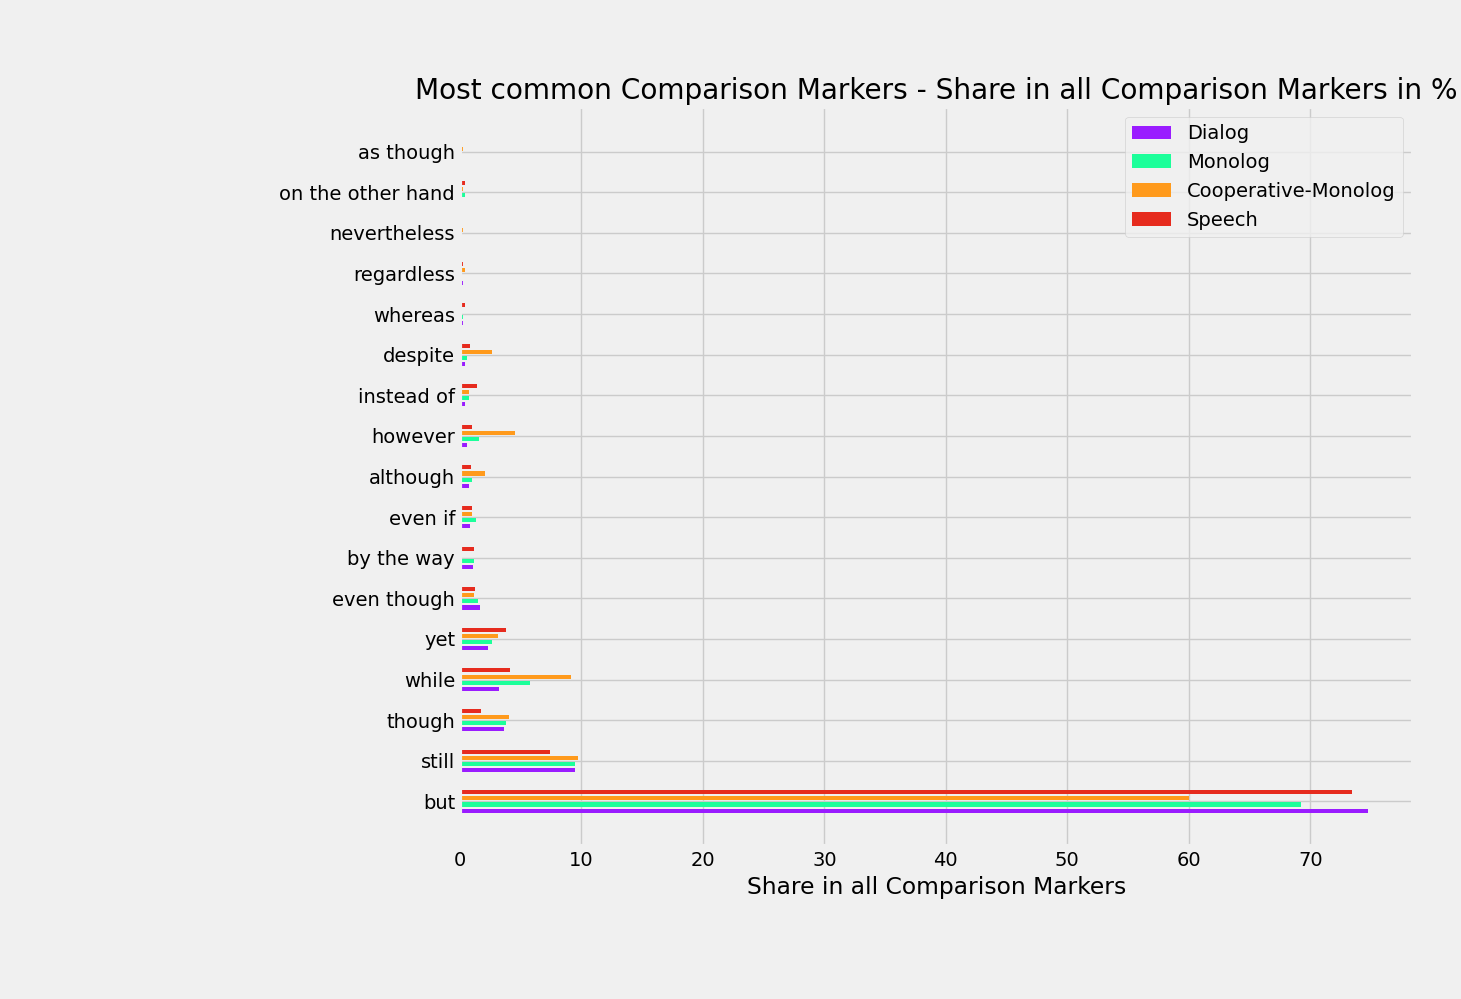 Most common Comparison Markers - Share in all Comparison Markers in %
Dialog
Monolog
Cooperative-Monolog
Speech
as though
on the other hand
nevertheless
regardless
whereas
despite
instead of
however
although
even if
by the way
even though
yet
while
though
still
but
0 10 20 30 40 50 60 70
Share in all Comparison Markers